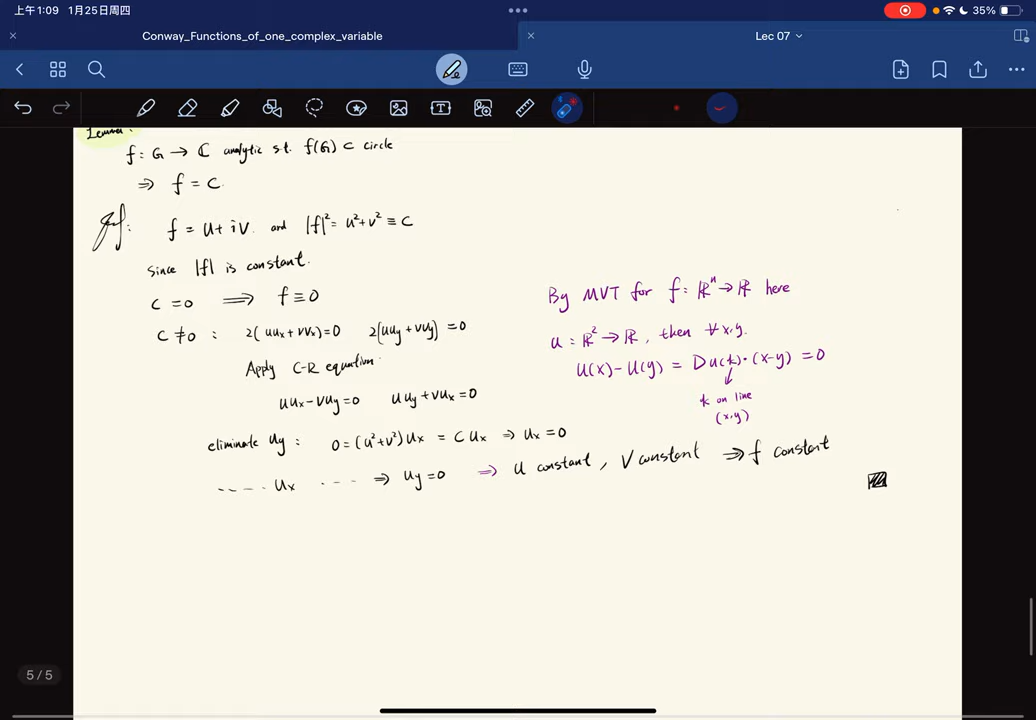 上午1:09 1月25日周四
35%
Conway_Functions_of_one_complex_variable
Lec 07
Lemma:
f: G → ℂ analytic s.t. f(G) ⊂ circle
⇒ f = C.
Pf:
f = u + iv. and |f|² = u² + v² ≡ C
since |f| is constant.
C = 0 ⟹ f ≡ 0
C ≠ 0 : 2(uuₓ + vvₓ) = 0 2(uu_y + vv_y) = 0
Apply C-R equation.
uuₓ - vu_y = 0 uu_y + vuₓ = 0
eliminate u_y : 0 = (u² + v²)uₓ = Cuₓ ⇒ uₓ = 0
..... uₓ ..... ⇒ u_y = 0 ⇒ u constant, v constant ⇒ f constant
By MVT for f: ℝⁿ → ℝ here
u : ℝ² → ℝ, then ∀x,y.
u(x) - u(y) = Du(k)·(x-y) = 0
k on line
(x,y)
5 / 5